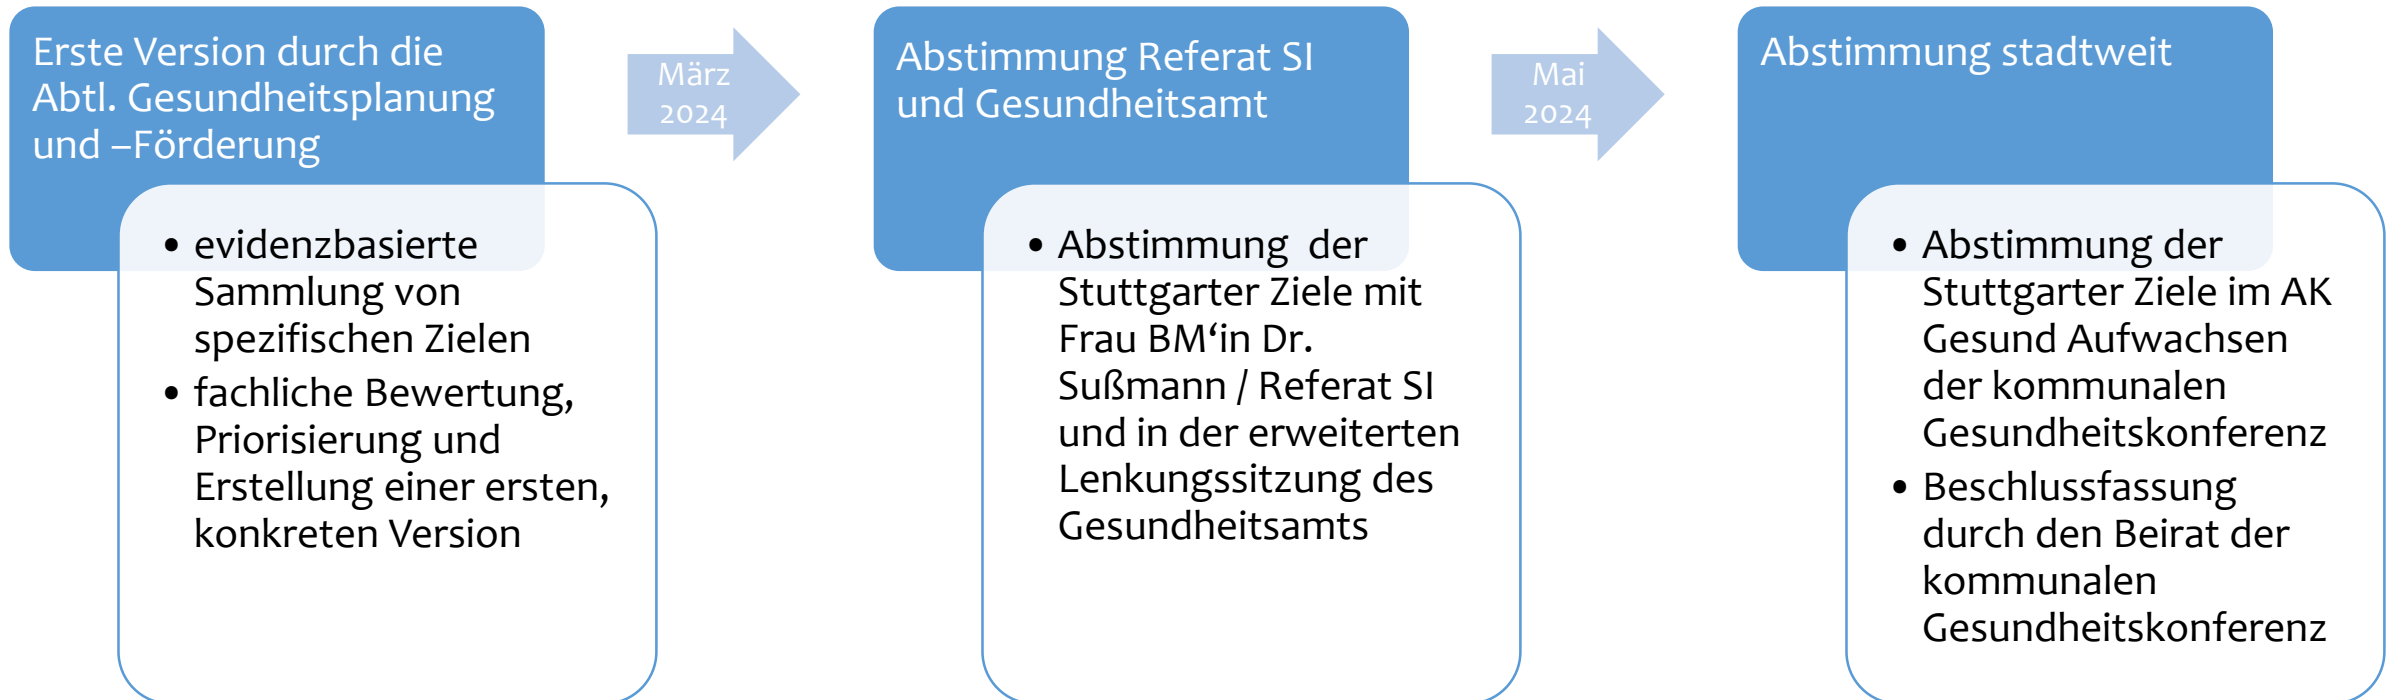 Erste Version durch die
Abtl. Gesundheitsplanung
und –Förderung
• evidenzbasierte
Sammlung von
spezifischen Zielen
• fachliche Bewertung,
Priorisierung und
Erstellung einer ersten,
konkreten Version
März
2024
Abstimmung Referat SI
und Gesundheitsamt
• Abstimmung der
Stuttgarter Ziele mit
Frau BM‘in Dr.
Sußmann / Referat SI
und in der erweiterten
Lenkungssitzung des
Gesundheitsamts
Mai
2024
Abstimmung stadtweit
• Abstimmung der
Stuttgarter Ziele im AK
Gesund Aufwachsen
der kommunalen
Gesundheitskonferenz
• Beschlussfassung
durch den Beirat der
kommunalen
Gesundheitskonferenz